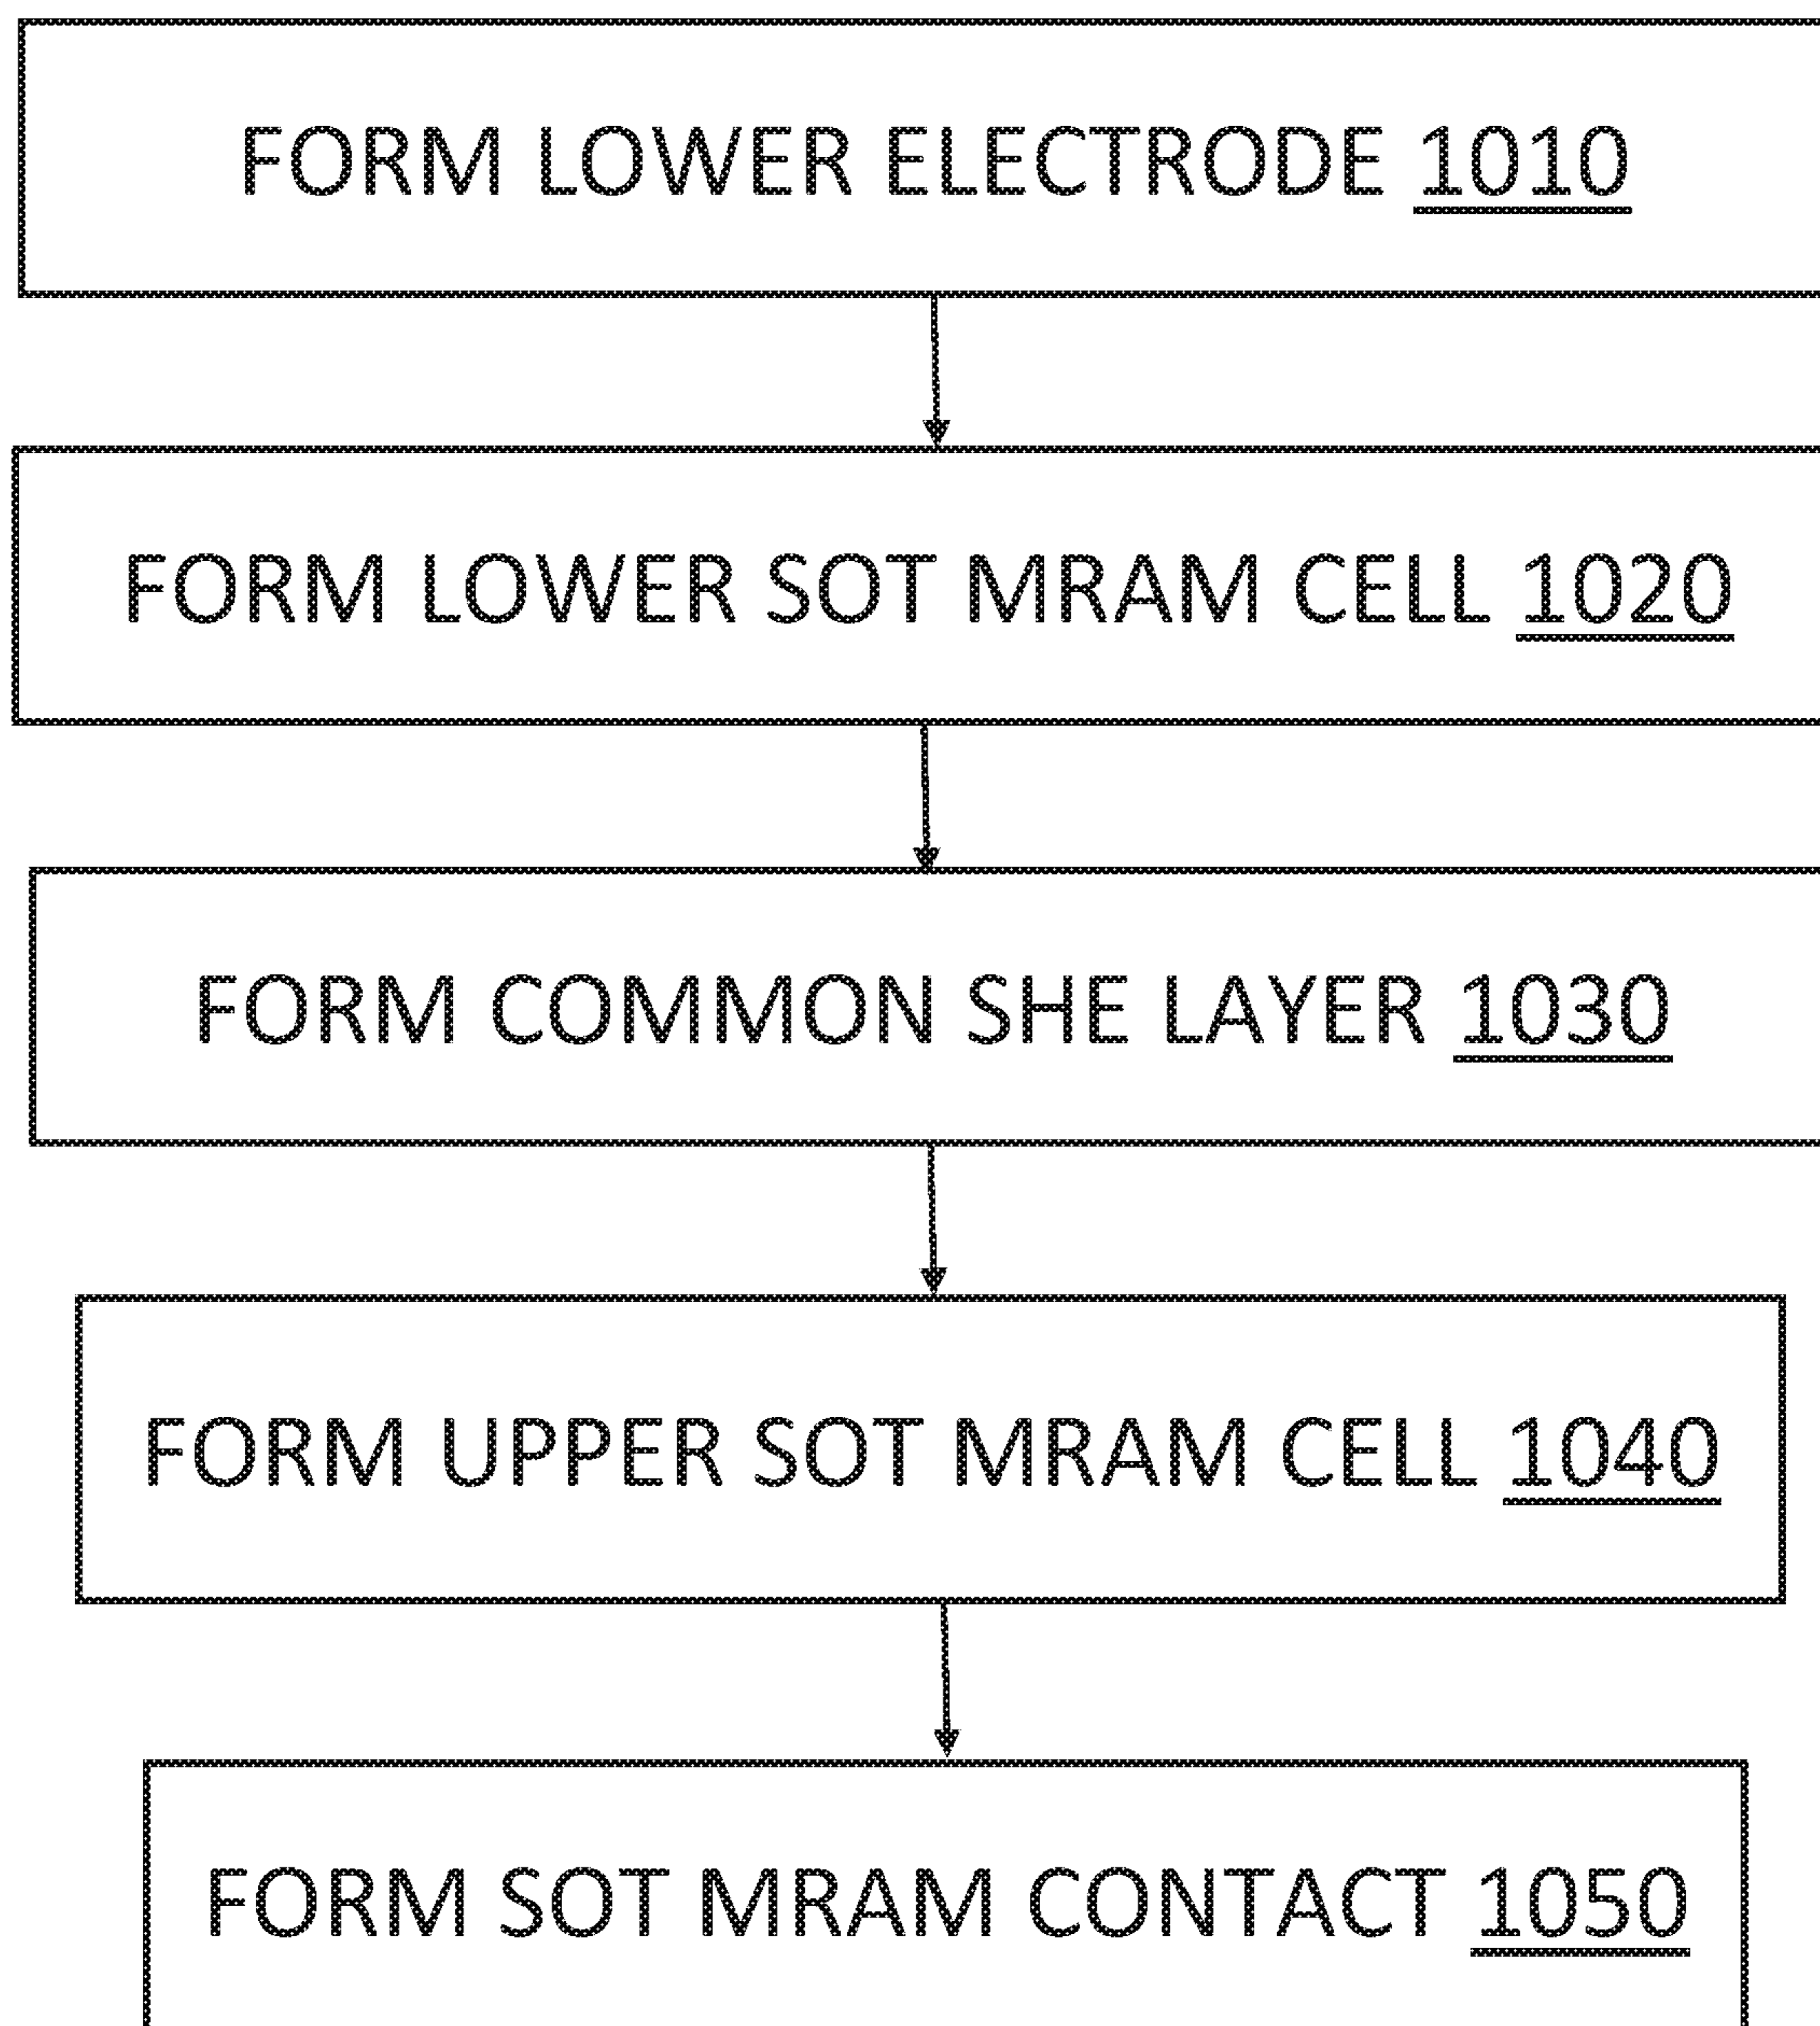 FORM LOWER ELECTRODE 1010
FORM LOWER SOT MRAM CELL 1020
FORM COMMON SHE LAYER 1030
FORM UPPER SOT MRAM CELL 1040
FORM SOT MRAM CONTACT 1050